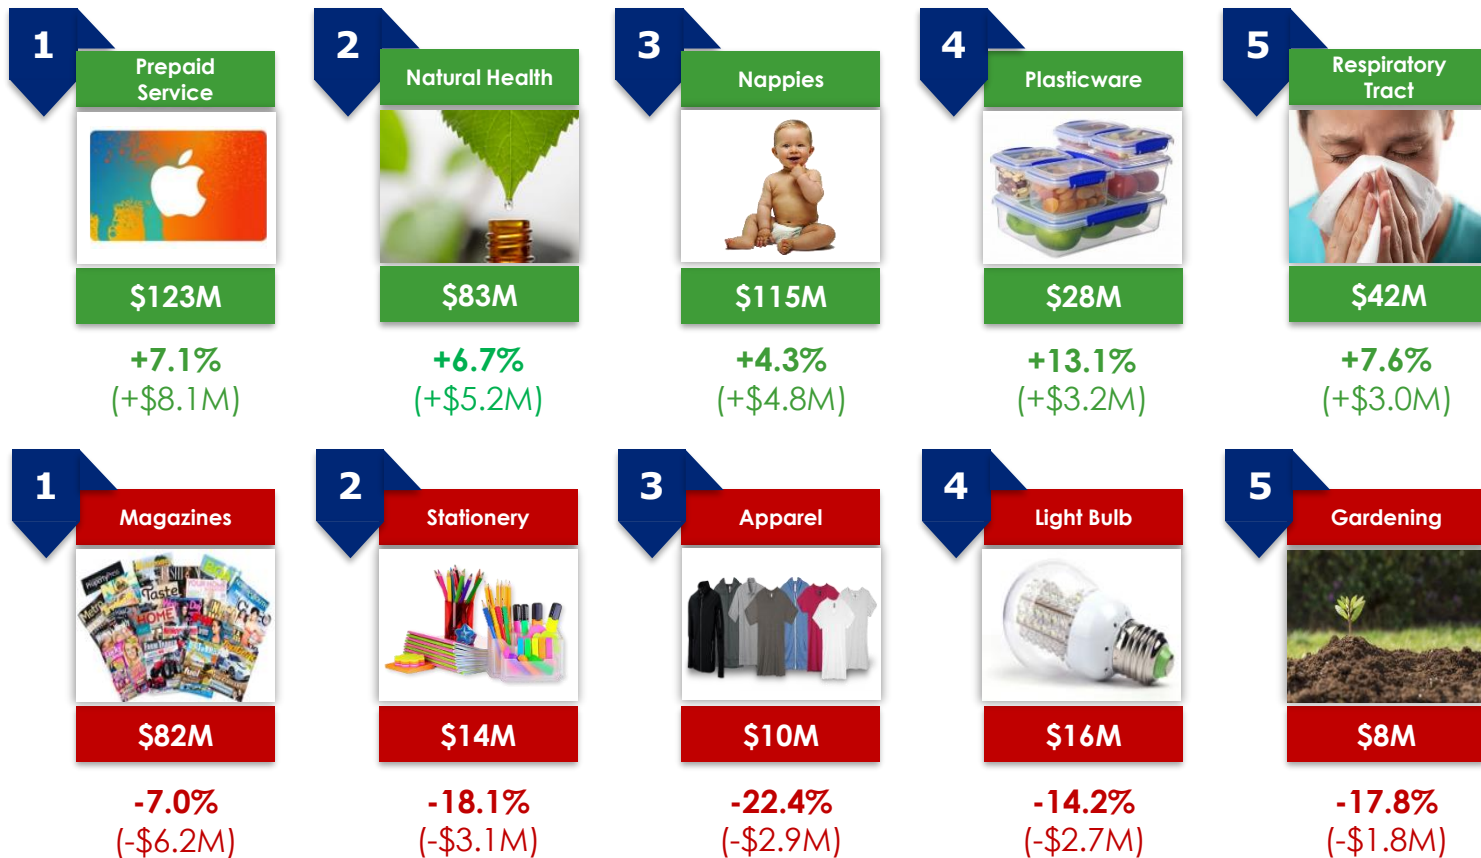 1
Prepaid
Service
$123M
+7.1%
(+$8.1M)
2
Natural Health
$83M
+6.7%
(+$5.2M)
3
Nappies
$115M
+4.3%
(+$4.8M)
4
Plasticware
$28M
+13.1%
(+$3.2M)
5
Respiratory
Tract
$42M
+7.6%
(+$3.0M)
1
Magazines
Taste
HOME
$82M
-7.0%
(-$6.2M)
2
Stationery
$14M
-18.1%
(-$3.1M)
3
Apparel
$10M
-22.4%
(-$2.9M)
4
Light Bulb
$16M
-14.2%
(-$2.7M)
5
Gardening
$8M
-17.8%
(-$1.8M)